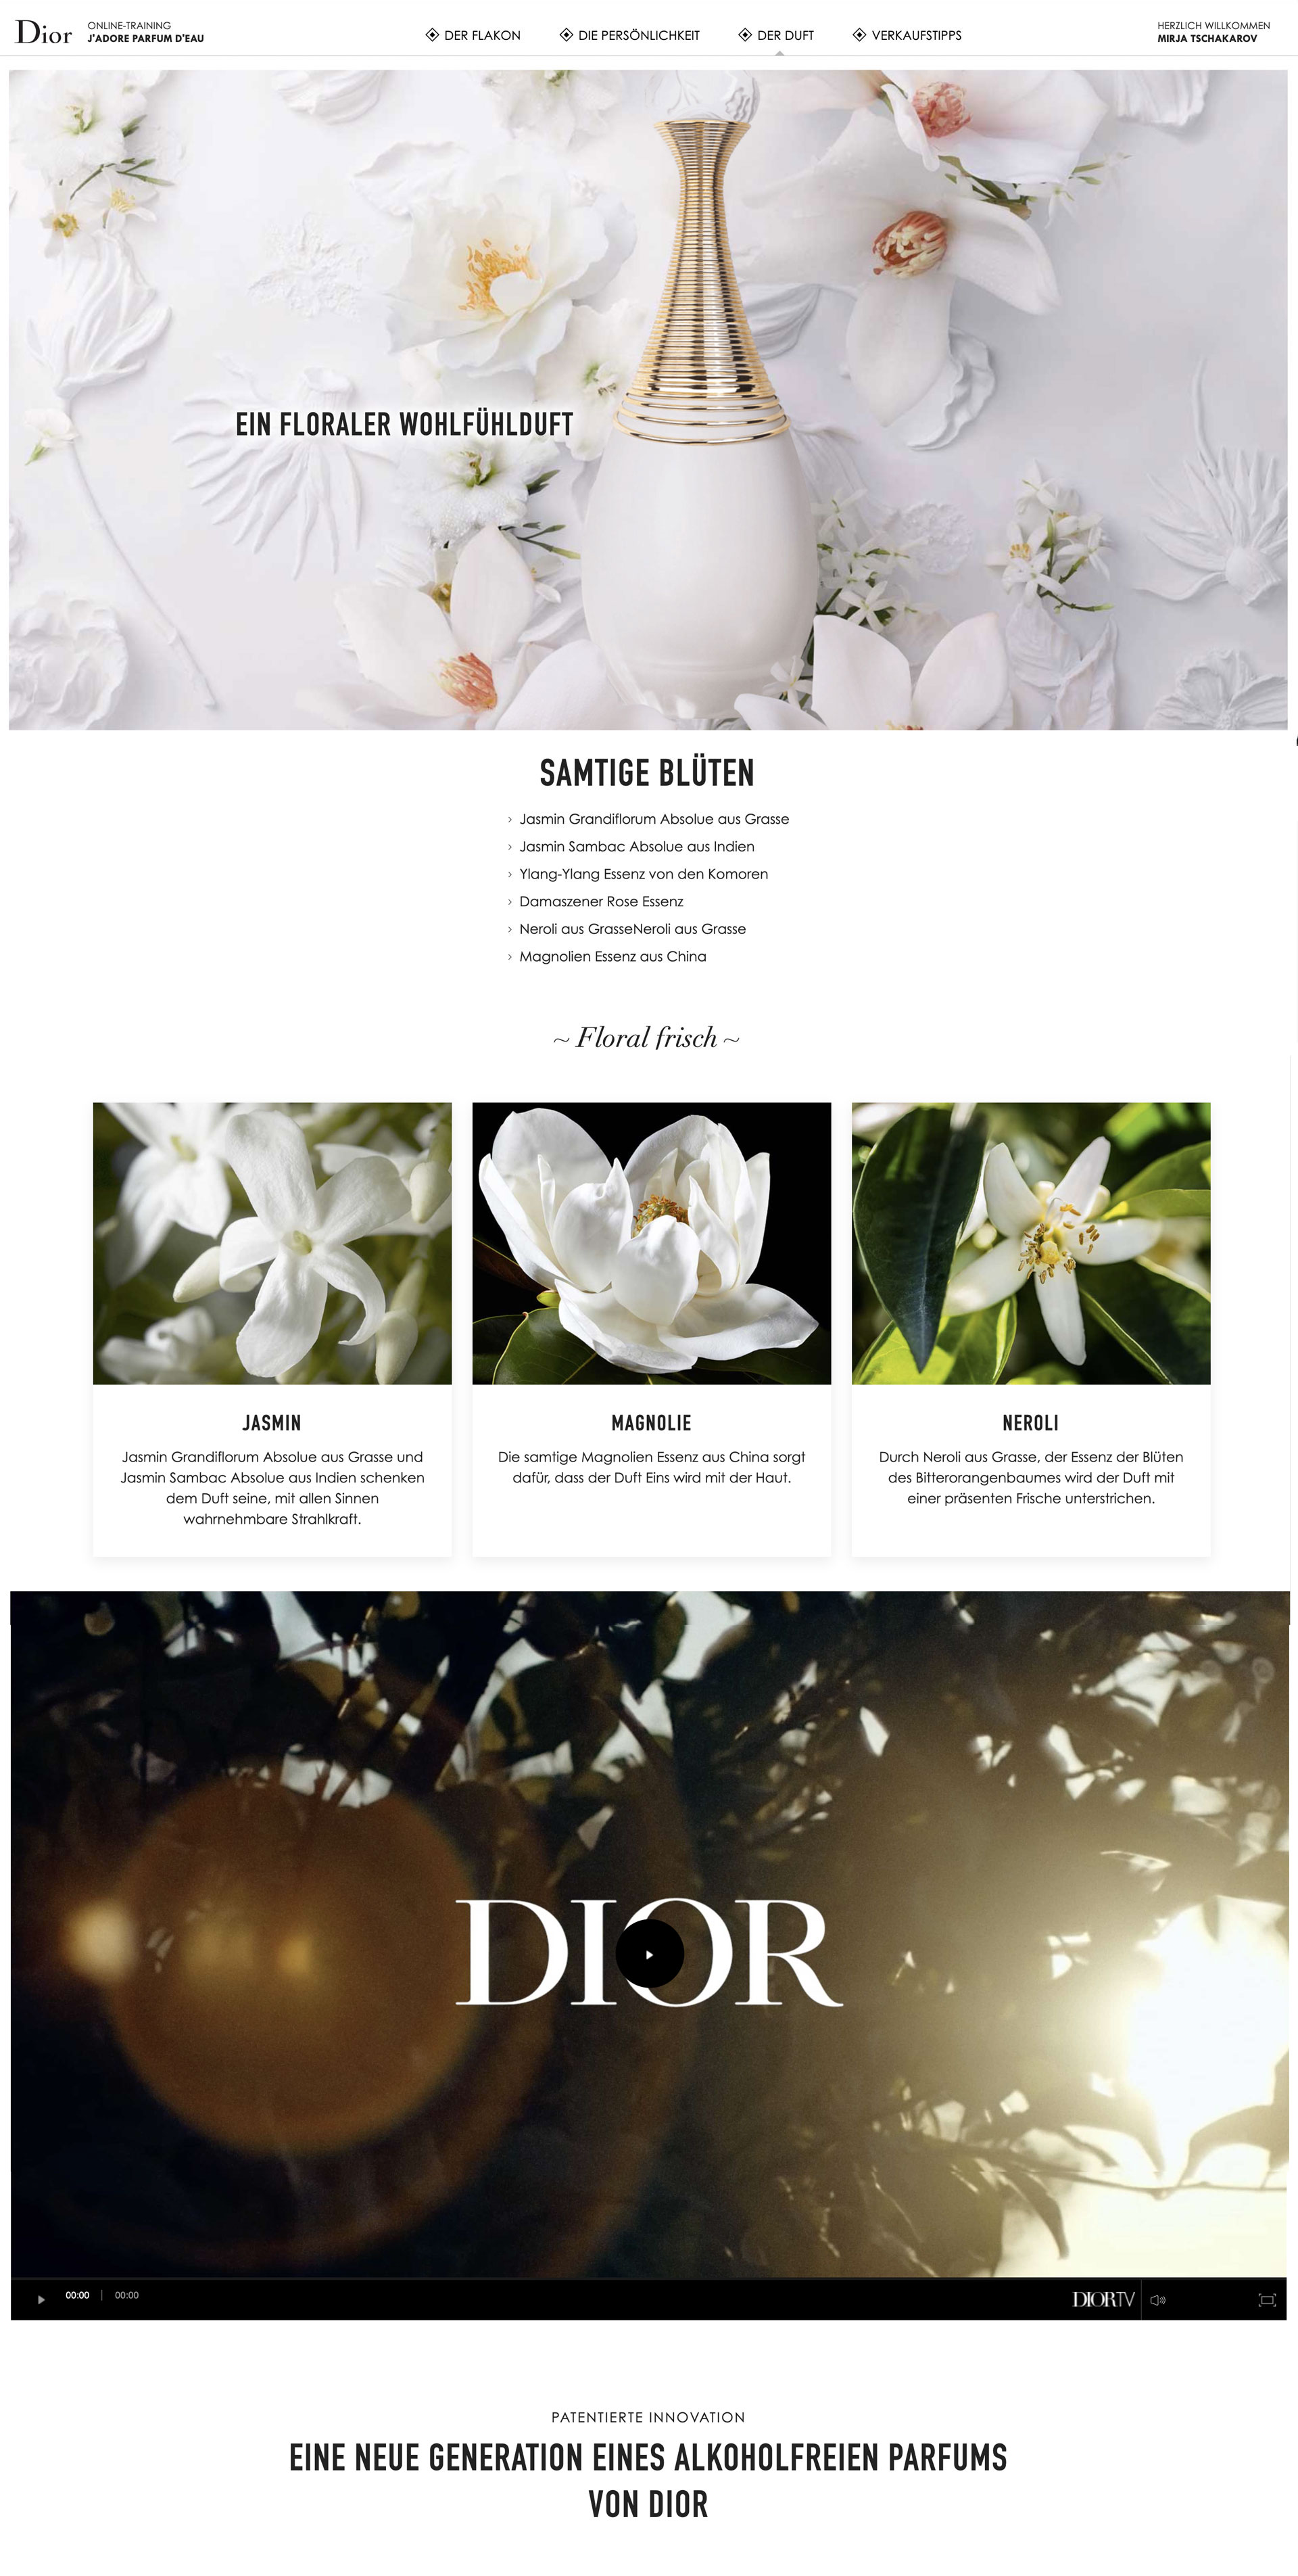 Dior
ONLINE-TRAINING
J'ADORE PARFUM D'EAU
DER FLAKON
DIE PERSÖNLICHKEIT
DER DUFT
VERKAUFSTIPPS
HERZLICH WILLKOMMEN
MIRJA TSCHAKAROV
EIN FLORALER WOHLFÜHLDUFT
SAMTIGE BLÜTEN
› Jasmin Grandiflorum Absolue aus Grasse
› Jasmin Sambac Absolue aus Indien
› Ylang-Ylang Essenz von den Komoren
› Damaszener Rose Essenz
› Neroli aus GrasseNeroli aus Grasse
› Magnolien Essenz aus China
~ Floral frisch ~
JASMIN
Jasmin Grandiflorum Absolue aus Grasse und
Jasmin Sambac Absolue aus Indien schenken
dem Duft seine, mit allen Sinnen
wahrnehmbare Strahlkraft.
MAGNOLIE
Die samtige Magnolien Essenz aus China sorgt
dafür, dass der Duft Eins wird mit der Haut.
NEROLI
Durch Neroli aus Grasse, der Essenz der Blüten
des Bitterorangenbaumes wird der Duft mit
einer präsenten Frische unterstrichen.
DIOR
00:00 | 00:00
DIORTV
PATENTIERTE INNOVATION
EINE NEUE GENERATION EINES ALKOHOLFREIEN PARFUMS
VON DIOR